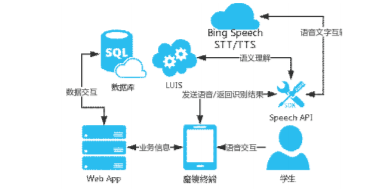 Bing Speech
STT/TTS
SQL
数据库
LUIS
语义理解
语音文字互转
数据交互
发送语音/返回识别结果
Speech API
业务信息
语音交互
Web App
魔镜终端
学生